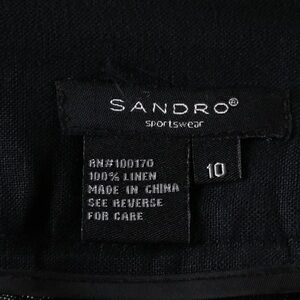 SANDRO®
sportswear
RN#100170
100% LINEN
MADE IN CHINA
SEE REVERSE
FOR CARE
10